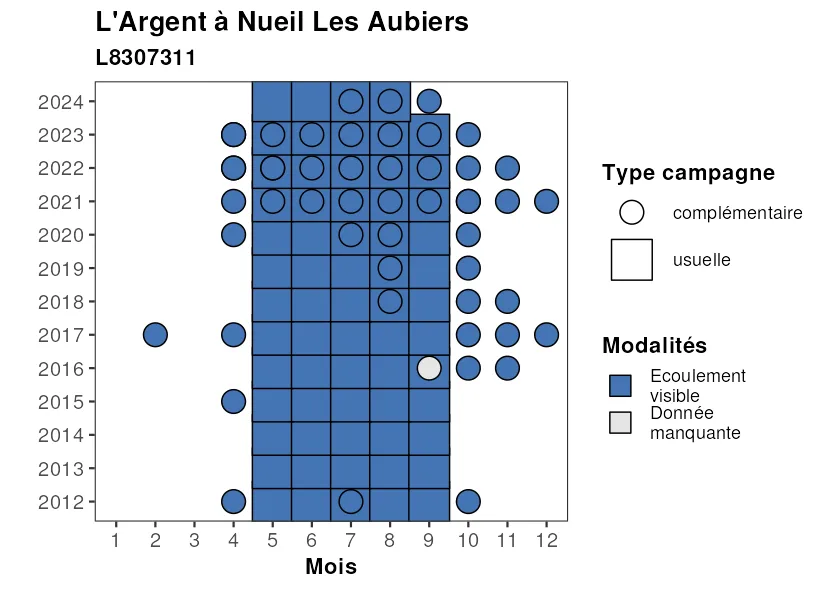 L'Argent à Nueil Les Aubiers
L8307311
2024
2023
2022
2021
2020
2019
2018
2017
2016
2015
2014
2013
2012
1 2 3 4 5 6 7 8 9 10 11 12
Mois
Type campagne
complémentaire
usuelle
Modalités
Ecoulement
visible
Donnée
manquante